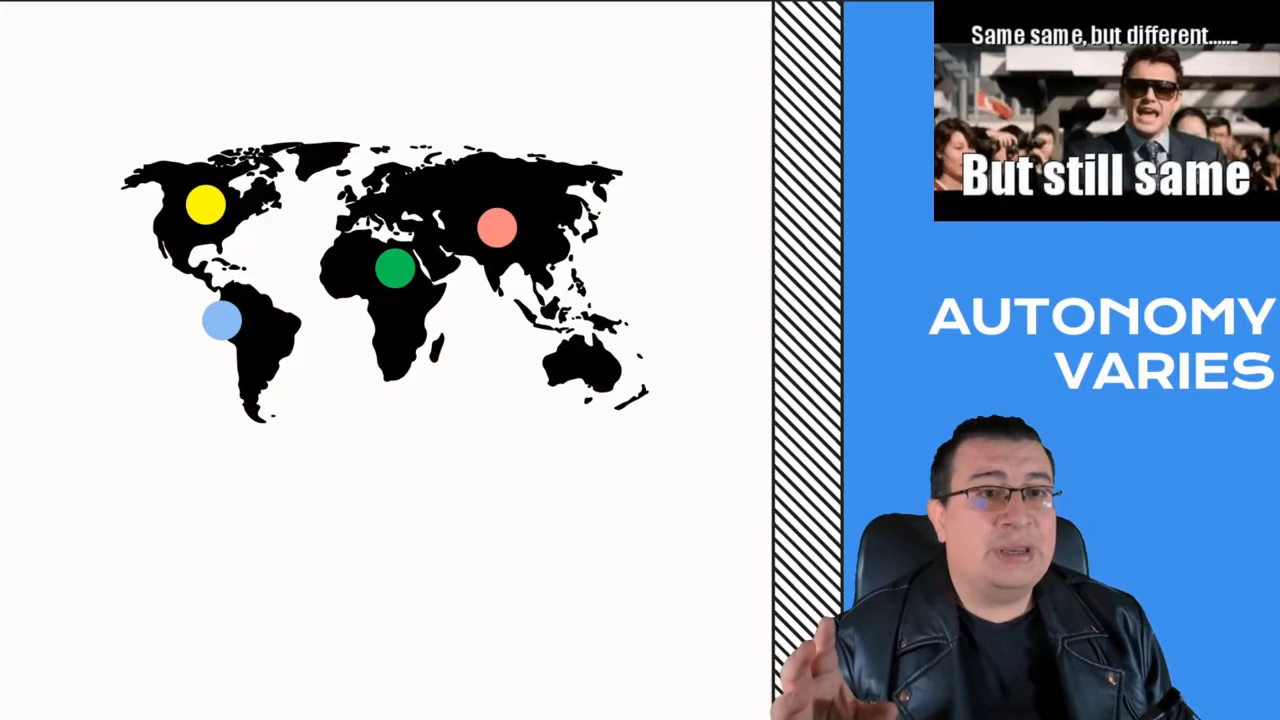 Same same, but different.......
But still same
AUTONOMY
VARIES